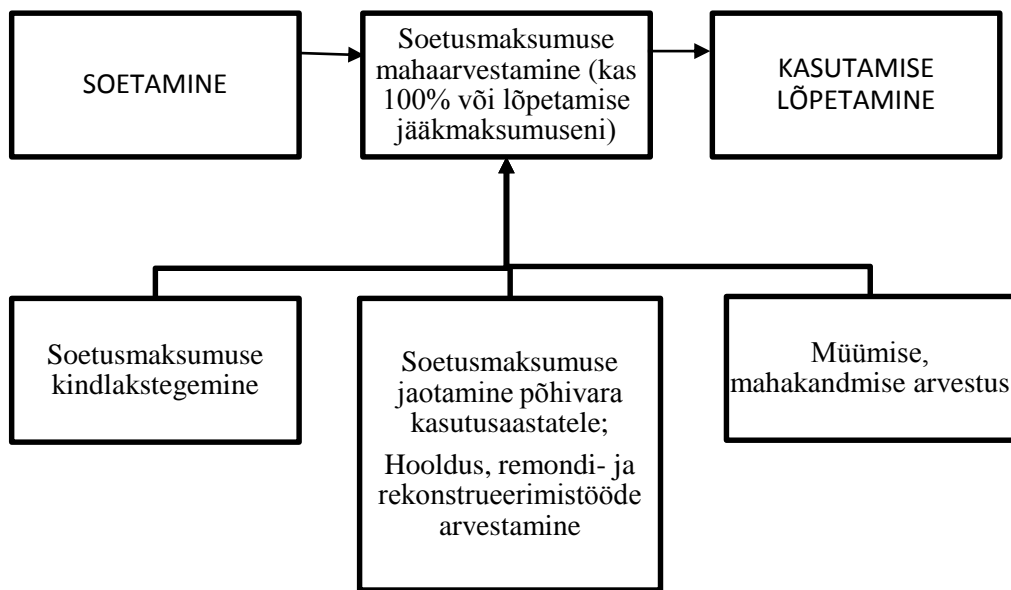 SOETAMINE
Soetusmaksumuse
mahaarvestamine (kas
100% või lõpetamise
jääkmaksumuseni)
KASUTAMISE
LÕPETAMINE
Soetusmaksumuse
kindlakstegemine
Soetusmaksumuse
jaotamine põhivara
kasutusaastatele;
Hooldus, remondi- ja
rekonstrueerimistööde
arvestamine
Müümise,
mahakandmise arvestus